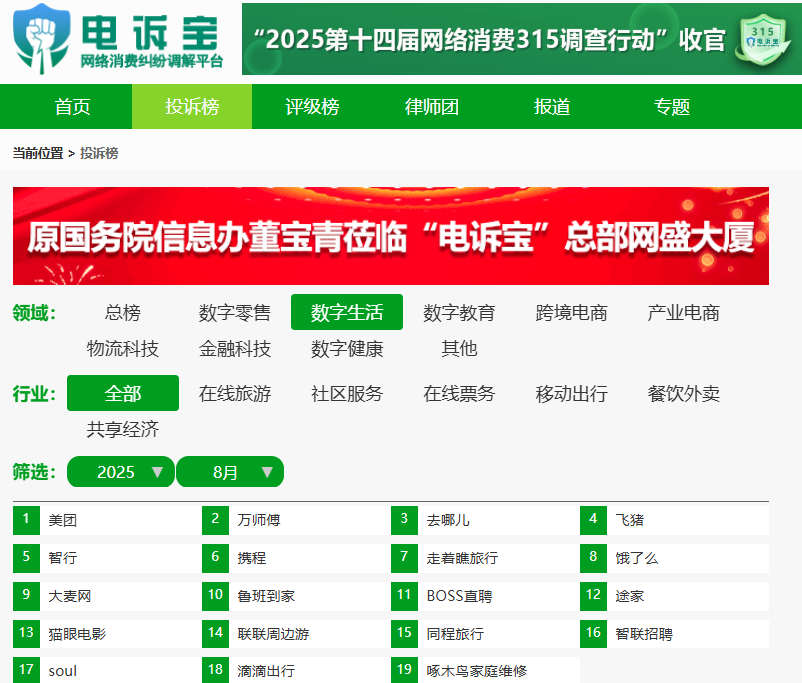 电诉宝
网络消费纠纷调解平台
“2025第十四届网络消费315调查行动”收官
315
电诉宝
首页 投诉榜 评级榜 律师团 报道 专题
当前位置 > 投诉榜
原国务院信息办董宝青莅临“电诉宝”总部网盛大厦
领域： 总榜 数字零售 数字生活 数字教育 跨境电商 产业电商
物流科技 金融科技 数字健康 其他
行业： 全部 在线旅游 社区服务 在线票务 移动出行 餐饮外卖
共享经济
筛选： 2025 ▼ 8月 ▼
1 美团 2 万师傅 3 去哪儿 4 飞猪
5 智行 6 携程 7 走着瞧旅行 8 饿了么
9 大麦网 10 鲁班到家 11 BOSS直聘 12 途家
13 猫眼电影 14 联联周边游 15 同程旅行 16 智联招聘
17 soul 18 滴滴出行 19 啄木鸟家庭维修